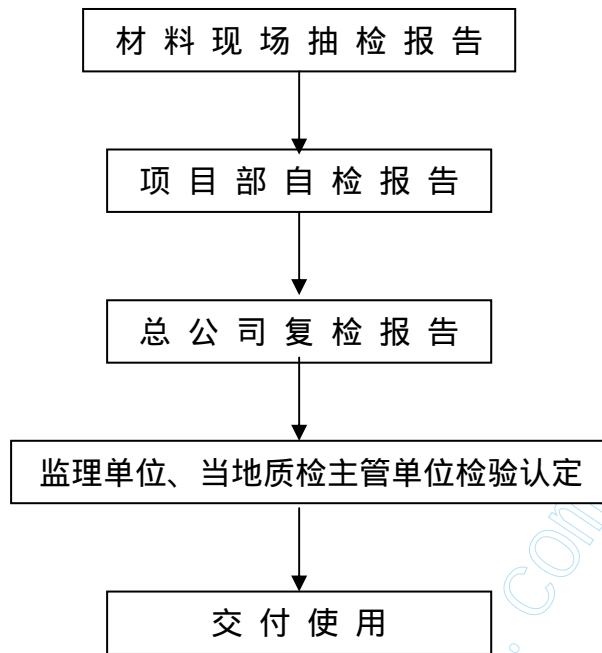 材料现场抽检报告
项目部自检报告
总公司复检报告
监理单位、当地质检主管单位检验认定
交付使用
. com